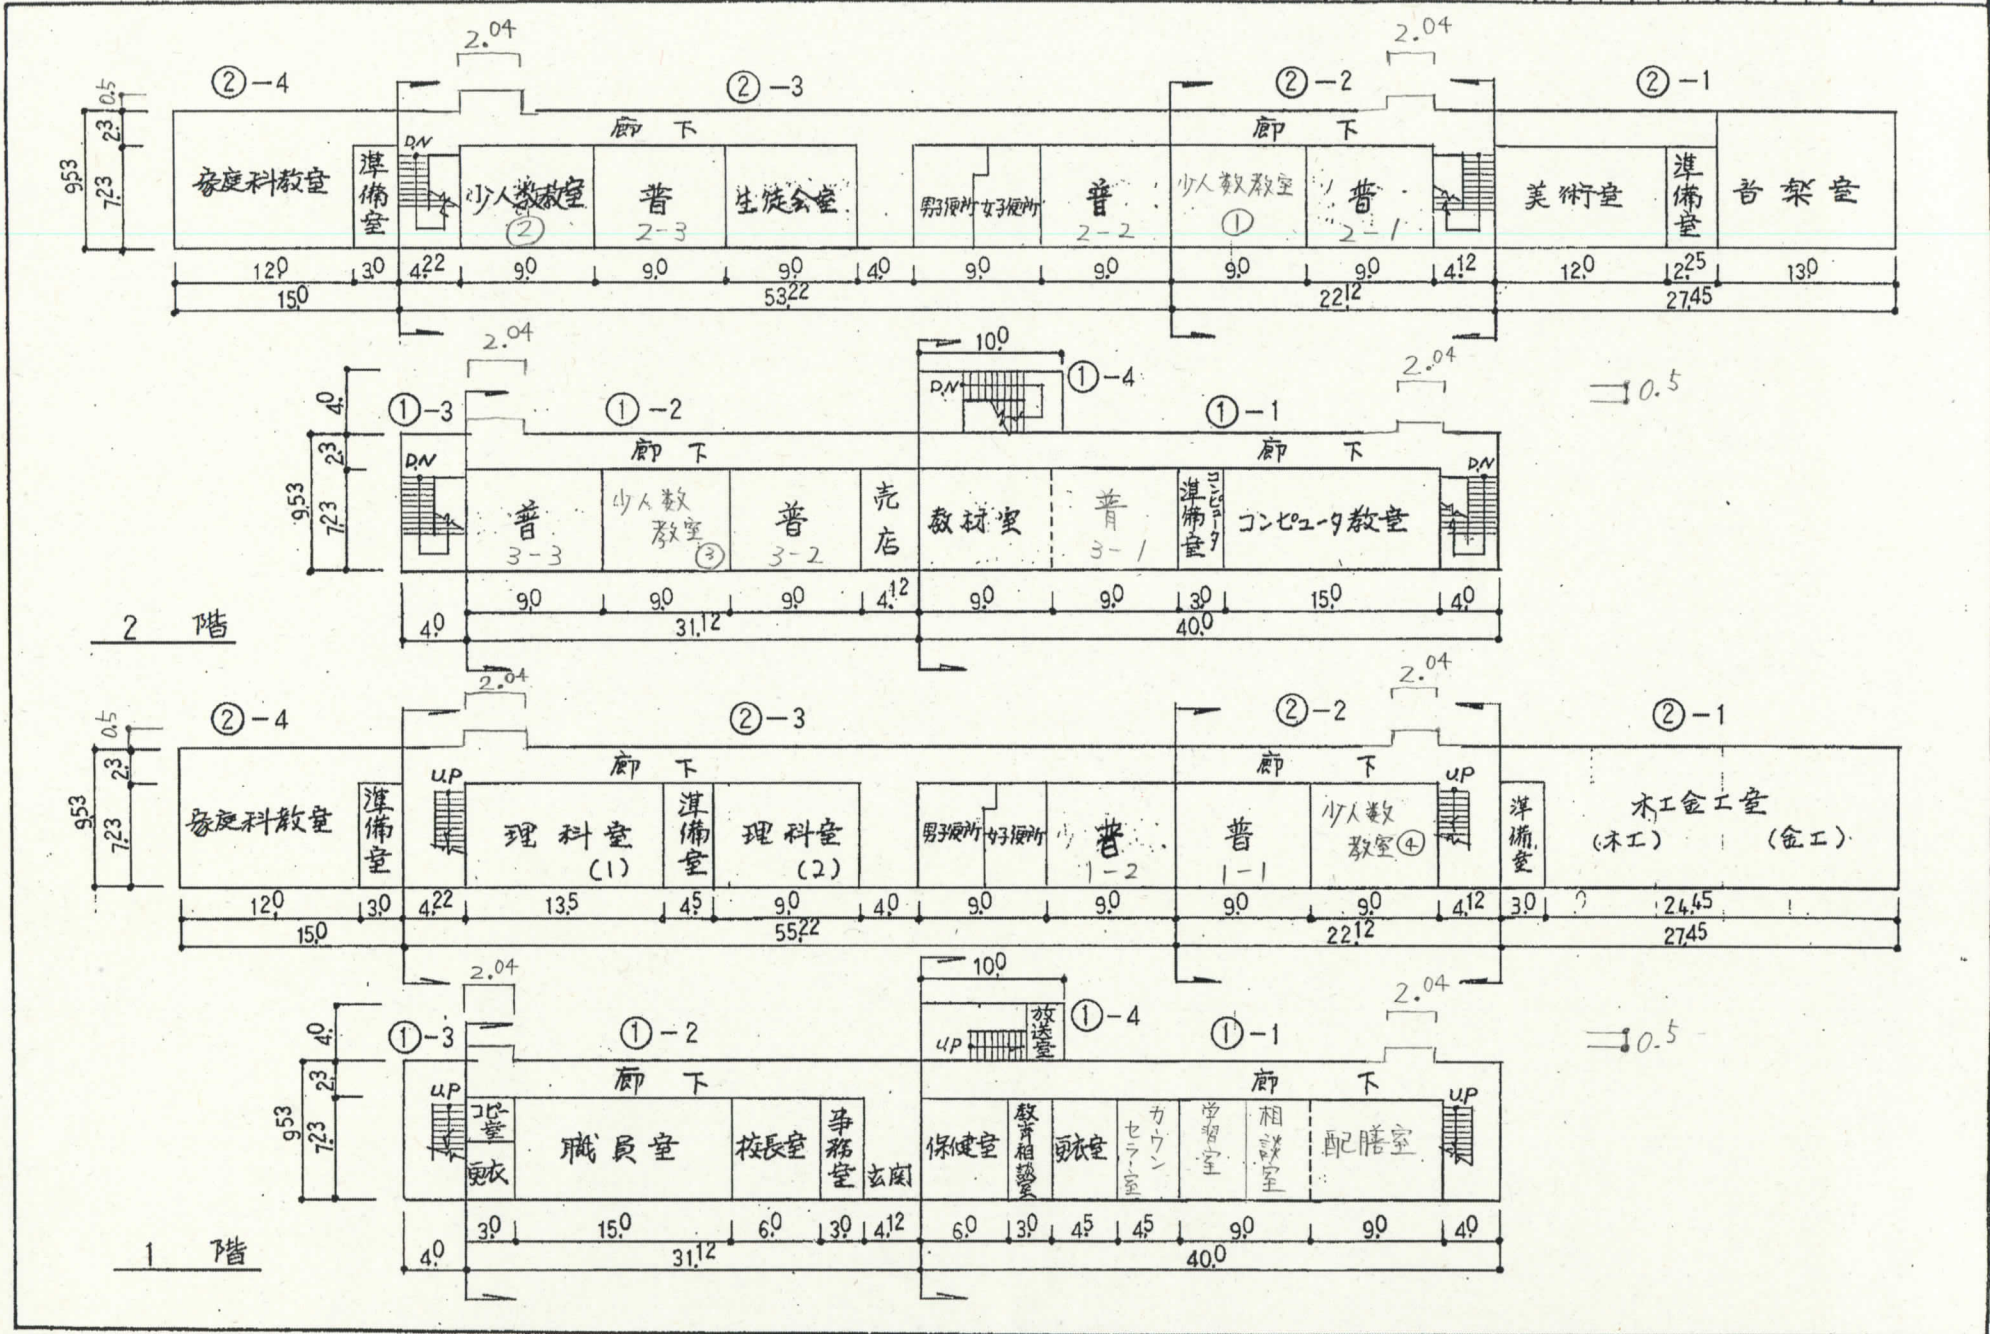 2.04 2.04
②-4 ②-3 ②-2 ②-1
0.5
2.3
7.23
9.53
廊下 廊下
D.N
家庭科教室 準備室 少人数教室② 普2-3 生徒会室 男子便所 女子便所 普2-2 少人数教室① 普2-1 美術室 準備室 音楽室
12.0 3.0 4.22 9.0 9.0 9.0 4.0 9.0 9.0 9.0 9.0 4.12 12.0 2.25 13.0
15.0 53.22 22.12 27.45
2.04 10.0 2.04
4.0
①-3 ①-2 D.N ①-4 ①-1 0.5
2.3
7.23
9.53
廊下 廊下
D.N D.N
普3-3 少人数教室③ 普3-2 売店 教材室 普3-1 コンピュータ準備室 コンピュータ教室
9.0 9.0 9.0 4.12 9.0 9.0 3.0 15.0 4.0
4.0 31.12 40.0
2 階
2.04 2.04
②-4 ②-3 ②-2 ②-1
0.5
2.3
7.23
9.53
廊下 廊下
U.P U.P
家庭科教室 準備室 理科室(1) 準備室 理科室(2) 男子便所 女子便所 普1-2 普1-1 少人数教室④ 準備室 木工金工室
(木工) (金工)
12.0 3.0 4.22 13.5 4.5 9.0 4.0 9.0 9.0 9.0 9.0 4.12 3.0 24.45
15.0 55.22 22.12 27.45
2.04 10.0 2.04
4.0
①-3 ①-2 U.P 放送室 ①-4 ①-1 0.5
2.3
7.23
9.53
廊下 廊下
U.P U.P
コピー室 更衣 職員室 校長室 事務室 玄関 保健室 教育相談室 更衣室 カウンセラー室 学習室 相談室 配膳室
3.0 15.0 6.0 3.0 4.12 6.0 3.0 4.5 4.5 9.0 9.0 4.0
4.0 31.12 40.0
1 階